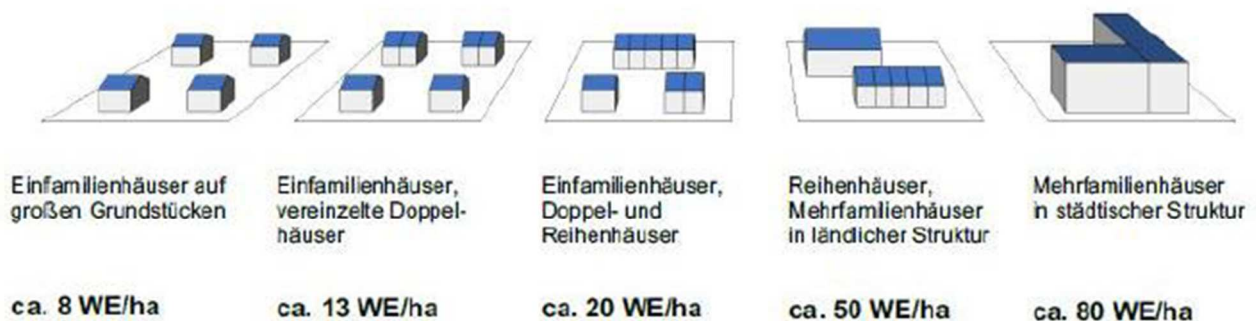 Einfamilienhäuser auf
großen Grundstücken
ca. 8 WE/ha
Einfamilienhäuser,
vereinzelte Doppel-
häuser
ca. 13 WE/ha
Einfamilienhäuser,
Doppel- und
Reihenhäuser
ca. 20 WE/ha
Reihenhäuser,
Mehrfamilienhäuser
in ländlicher Struktur
ca. 50 WE/ha
Mehrfamilienhäuser
in städtischer Struktur
ca. 80 WE/ha